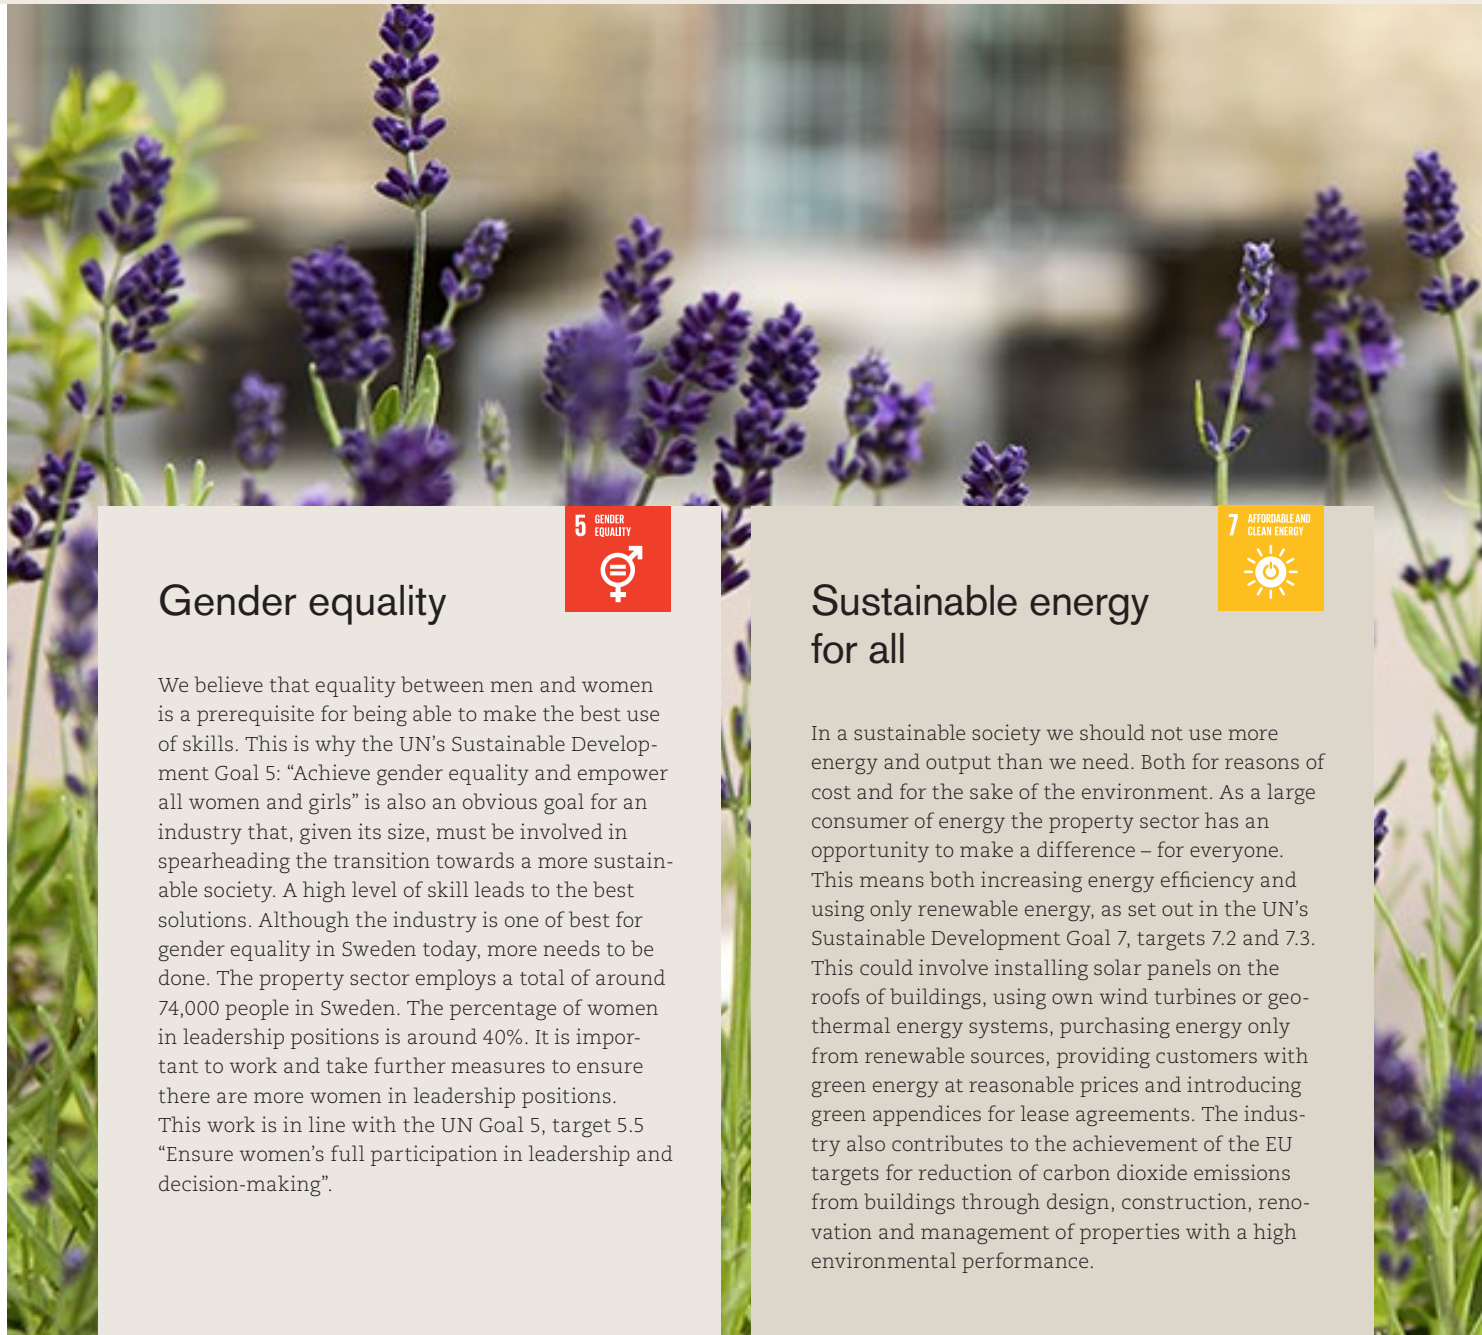 5 GENDER
EQUALITY
Gender equality
We believe that equality between men and women
is a prerequisite for being able to make the best use
of skills. This is why the UN’s Sustainable Develop-
ment Goal 5: “Achieve gender equality and empower
all women and girls” is also an obvious goal for an
industry that, given its size, must be involved in
spearheading the transition towards a more sustain-
able society. A high level of skill leads to the best
solutions. Although the industry is one of best for
gender equality in Sweden today, more needs to be
done. The property sector employs a total of around
74,000 people in Sweden. The percentage of women
in leadership positions is around 40%. It is impor-
tant to work and take further measures to ensure
there are more women in leadership positions.
This work is in line with the UN Goal 5, target 5.5
“Ensure women’s full participation in leadership and
decision-making”.
7 AFFORDABLE AND
CLEAN ENERGY
Sustainable energy
for all
In a sustainable society we should not use more
energy and output than we need. Both for reasons of
cost and for the sake of the environment. As a large
consumer of energy the property sector has an
opportunity to make a difference – for everyone.
This means both increasing energy efficiency and
using only renewable energy, as set out in the UN’s
Sustainable Development Goal 7, targets 7.2 and 7.3.
This could involve installing solar panels on the
roofs of buildings, using own wind turbines or geo-
thermal energy systems, purchasing energy only
from renewable sources, providing customers with
green energy at reasonable prices and introducing
green appendices for lease agreements. The indus-
try also contributes to the achievement of the EU
targets for reduction of carbon dioxide emissions
from buildings through design, construction, reno-
vation and management of properties with a high
environmental performance.